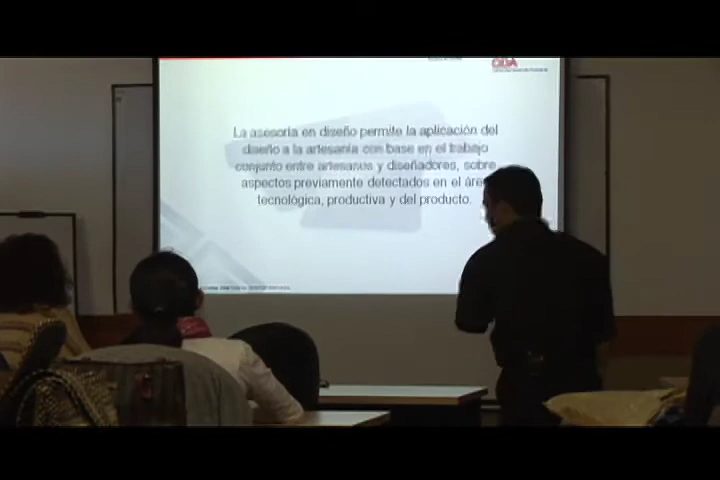 ODA
La asesoría en diseño permite la aplicación del
diseño a la artesanía con base en el trabajo
conjunto entre artesanos y diseñadores, sobre
aspectos previamente detectados en el área
tecnológica, productiva y del producto.